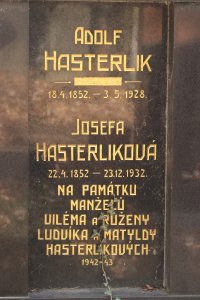 ADOLF
HASTERLIK
18.4.1852. — 3.5.1928.
JOSEFA
HASTERLIKOVÁ
22.4.1852 — 23.12.1932.
NA PAMÁTKU
MANŽELŮ
VILÉMA A RŮŽENY
LUDVÍKA A MATYLDY
HASTERLIKOVÝCH
1942-43